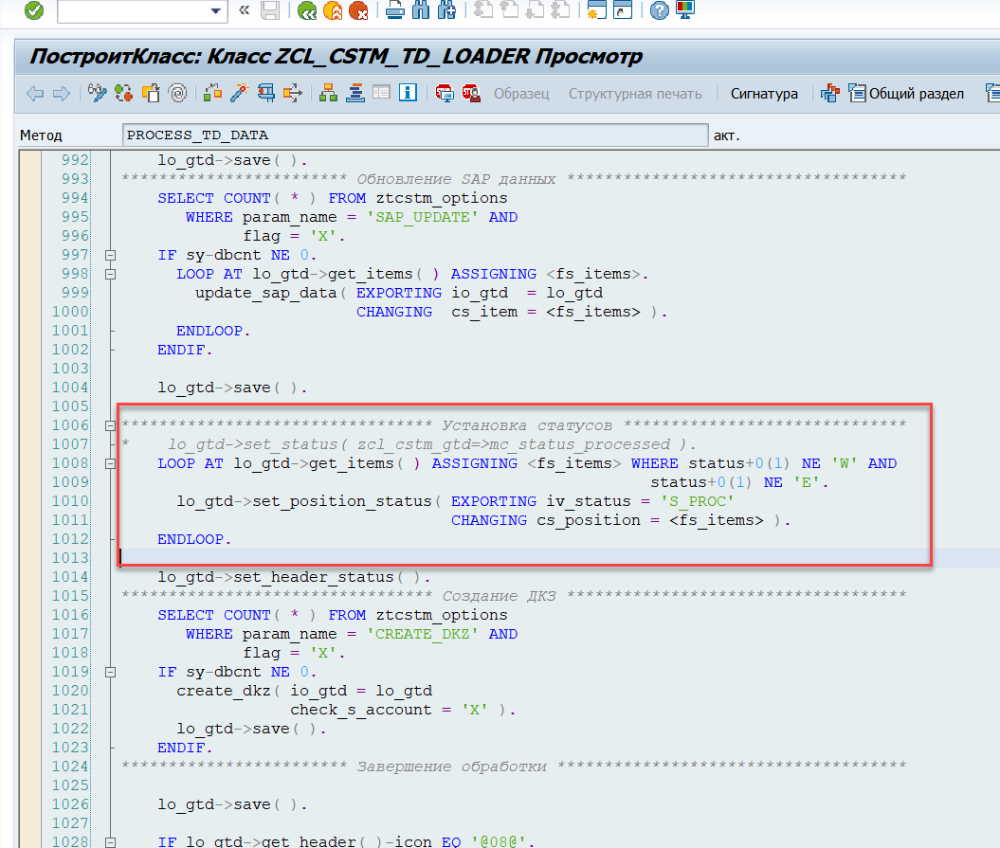 ПостроитКласс: Класс ZCL_CSTM_TD_LOADER Просмотр
Образец Структурная печать Сигнатура Общий раздел
Метод PROCESS_TD_DATA акт.
992 lo_gtd->save( ).
993 ************************ Обновление SAP данных ************************************
994 SELECT COUNT( * ) FROM ztcstm_options
995 WHERE param_name = 'SAP_UPDATE' AND
996 flag = 'X'.
997 IF sy-dbcnt NE 0.
998 LOOP AT lo_gtd->get_items( ) ASSIGNING <fs_items>.
999 update_sap_data( EXPORTING io_gtd  = lo_gtd
1000 CHANGING  cs_item = <fs_items> ).
1001 ENDLOOP.
1002 ENDIF.
1003
1004 lo_gtd->save( ).
1005
1006 ********************************* Установка статусов ******************************
1007 *    lo_gtd->set_status( zcl_cstm_gtd=>mc_status_processed ).
1008 LOOP AT lo_gtd->get_items( ) ASSIGNING <fs_items> WHERE status+0(1) NE 'W' AND
1009 status+0(1) NE 'E'.
1010 lo_gtd->set_position_status( EXPORTING iv_status = 'S_PROC'
1011 CHANGING cs_position = <fs_items> ).
1012 ENDLOOP.
1013
1014 lo_gtd->set_header_status( ).
1015 ********************************* Создание ДКЗ ************************************
1016 SELECT COUNT( * ) FROM ztcstm_options
1017 WHERE param_name = 'CREATE_DKZ' AND
1018 flag = 'X'.
1019 IF sy-dbcnt NE 0.
1020 create_dkz( io_gtd = lo_gtd
1021 check_s_account = 'X' ).
1022 lo_gtd->save( ).
1023 ENDIF.
1024 ************************ Завершение обработки *************************************
1025
1026 lo_gtd->save( ).
1027
1028 IF lo_gtd->get_header( )-icon EQ '@08@'.